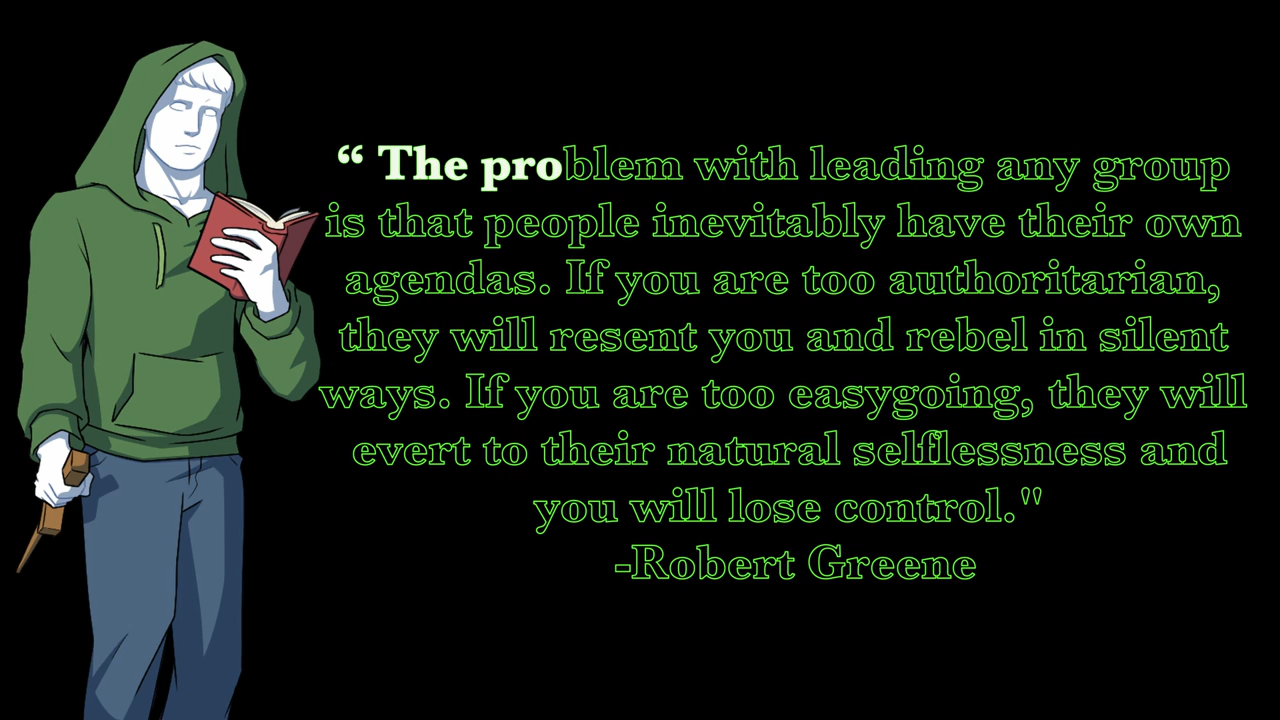 “ The problem with leading any group
is that people inevitably have their own
agendas. If you are too authoritarian,
they will resent you and rebel in silent
ways. If you are too easygoing, they will
evert to their natural selflessness and
you will lose control."
-Robert Greene